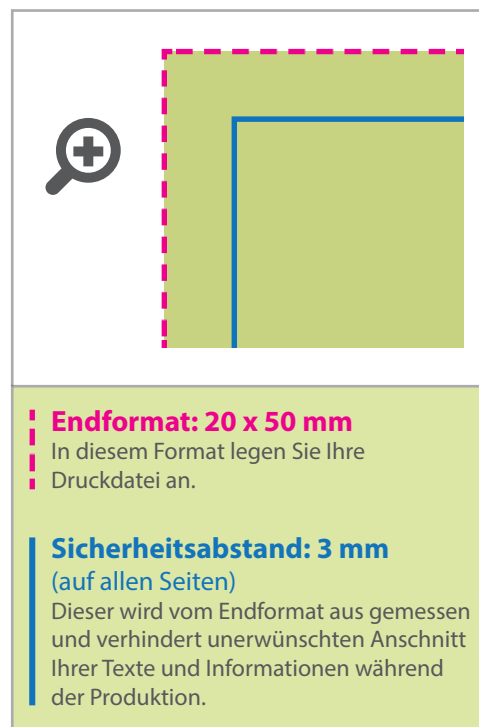 Endformat: 20 x 50 mm
In diesem Format legen Sie Ihre
Druckdatei an.
Sicherheitsabstand: 3 mm
(auf allen Seiten)
Dieser wird vom Endformat aus gemessen
und verhindert unerwünschten Anschnitt
Ihrer Texte und Informationen während
der Produktion.